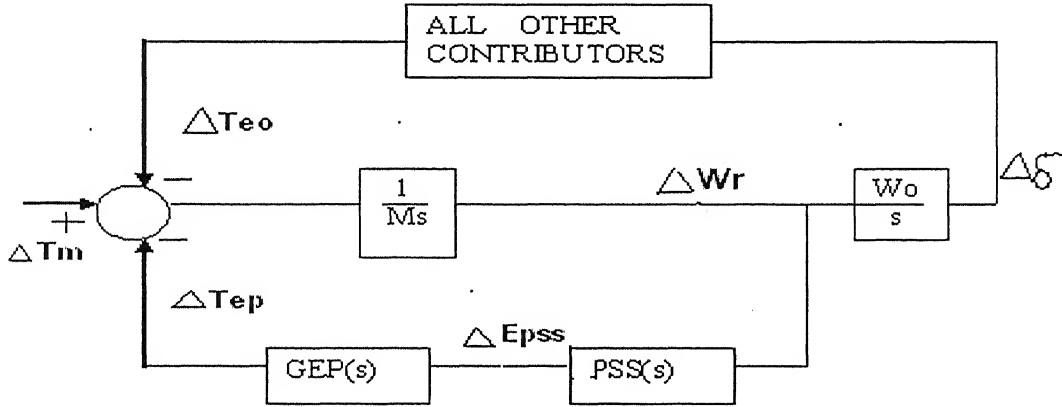 ALL OTHER
CONTRIBUTORS
△Teo
△Wr
△δ
1
Ms
Wo
s
+
△Tm
△Tep
△Epss
GEP(s)
PSS(s)